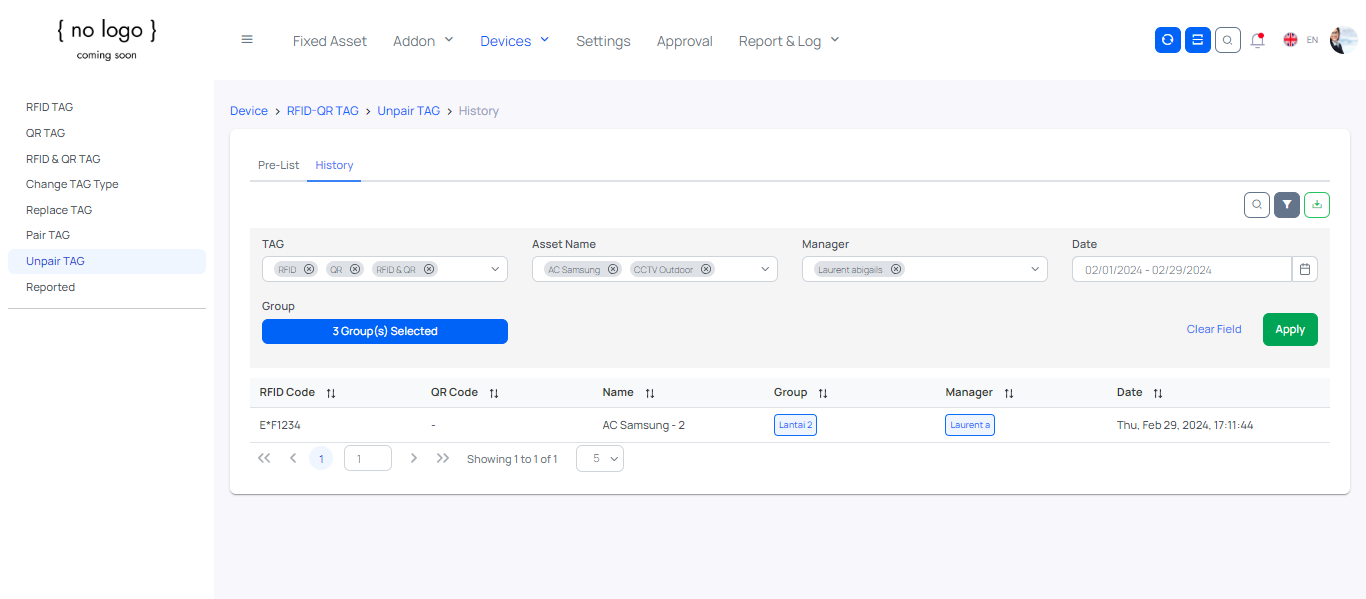 { no logo }
coming soon
Fixed Asset Addon Devices Settings Approval Report & Log EN
RFID TAG
QR TAG
RFID & QR TAG
Change TAG Type
Replace TAG
Pair TAG
Unpair TAG
Reported
Device > RFID-QR TAG > Unpair TAG > History
Pre-List History
TAG Asset Name Manager Date
RFID QR RFID & QR AC Samsung CCTV Outdoor Laurent abigails 02/01/2024 - 02/29/2024
Group
3 Group(s) Selected Clear Field Apply
RFID Code QR Code Name Group Manager Date
E*F1234 - AC Samsung - 2 Lantai 2 Laurent a Thu, Feb 29, 2024, 17:11:44
1 1 Showing 1 to 1 of 1 5